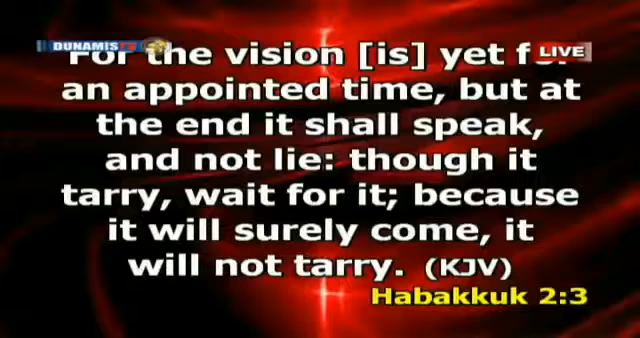 DUNAMIS TV
LIVE
For the vision [is] yet for
an appointed time, but at
the end it shall speak,
and not lie: though it
tarry, wait for it; because
it will surely come, it
will not tarry. (KJV)
Habakkuk 2:3